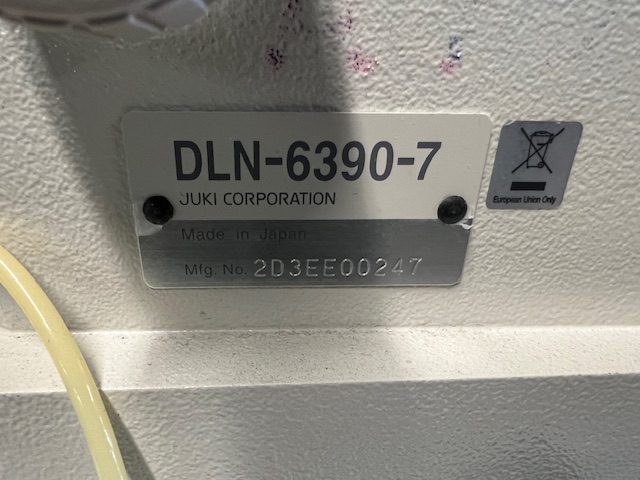 DLN-6390-7
JUKI CORPORATION
Made in Japan
Mfg. No. 2D3EE00247
European Union Only